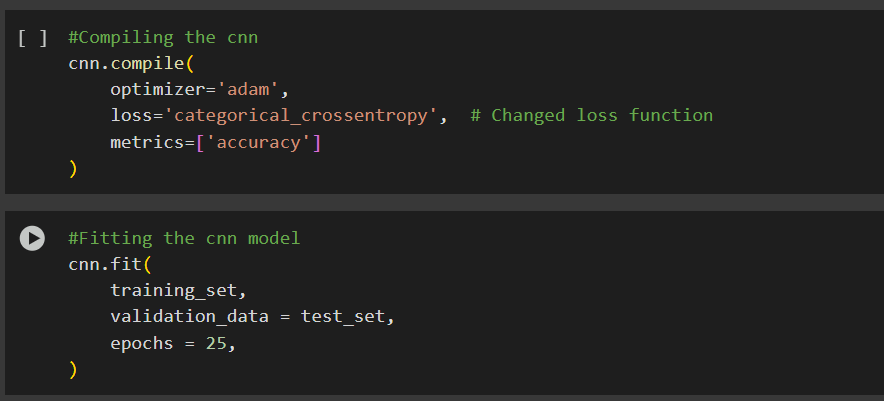 [ ] #Compiling the cnn
cnn.compile(
    optimizer='adam',
    loss='categorical_crossentropy',  # Changed loss function
    metrics=['accuracy']
)
#Fitting the cnn model
cnn.fit(
    training_set,
    validation_data = test_set,
    epochs = 25,
)